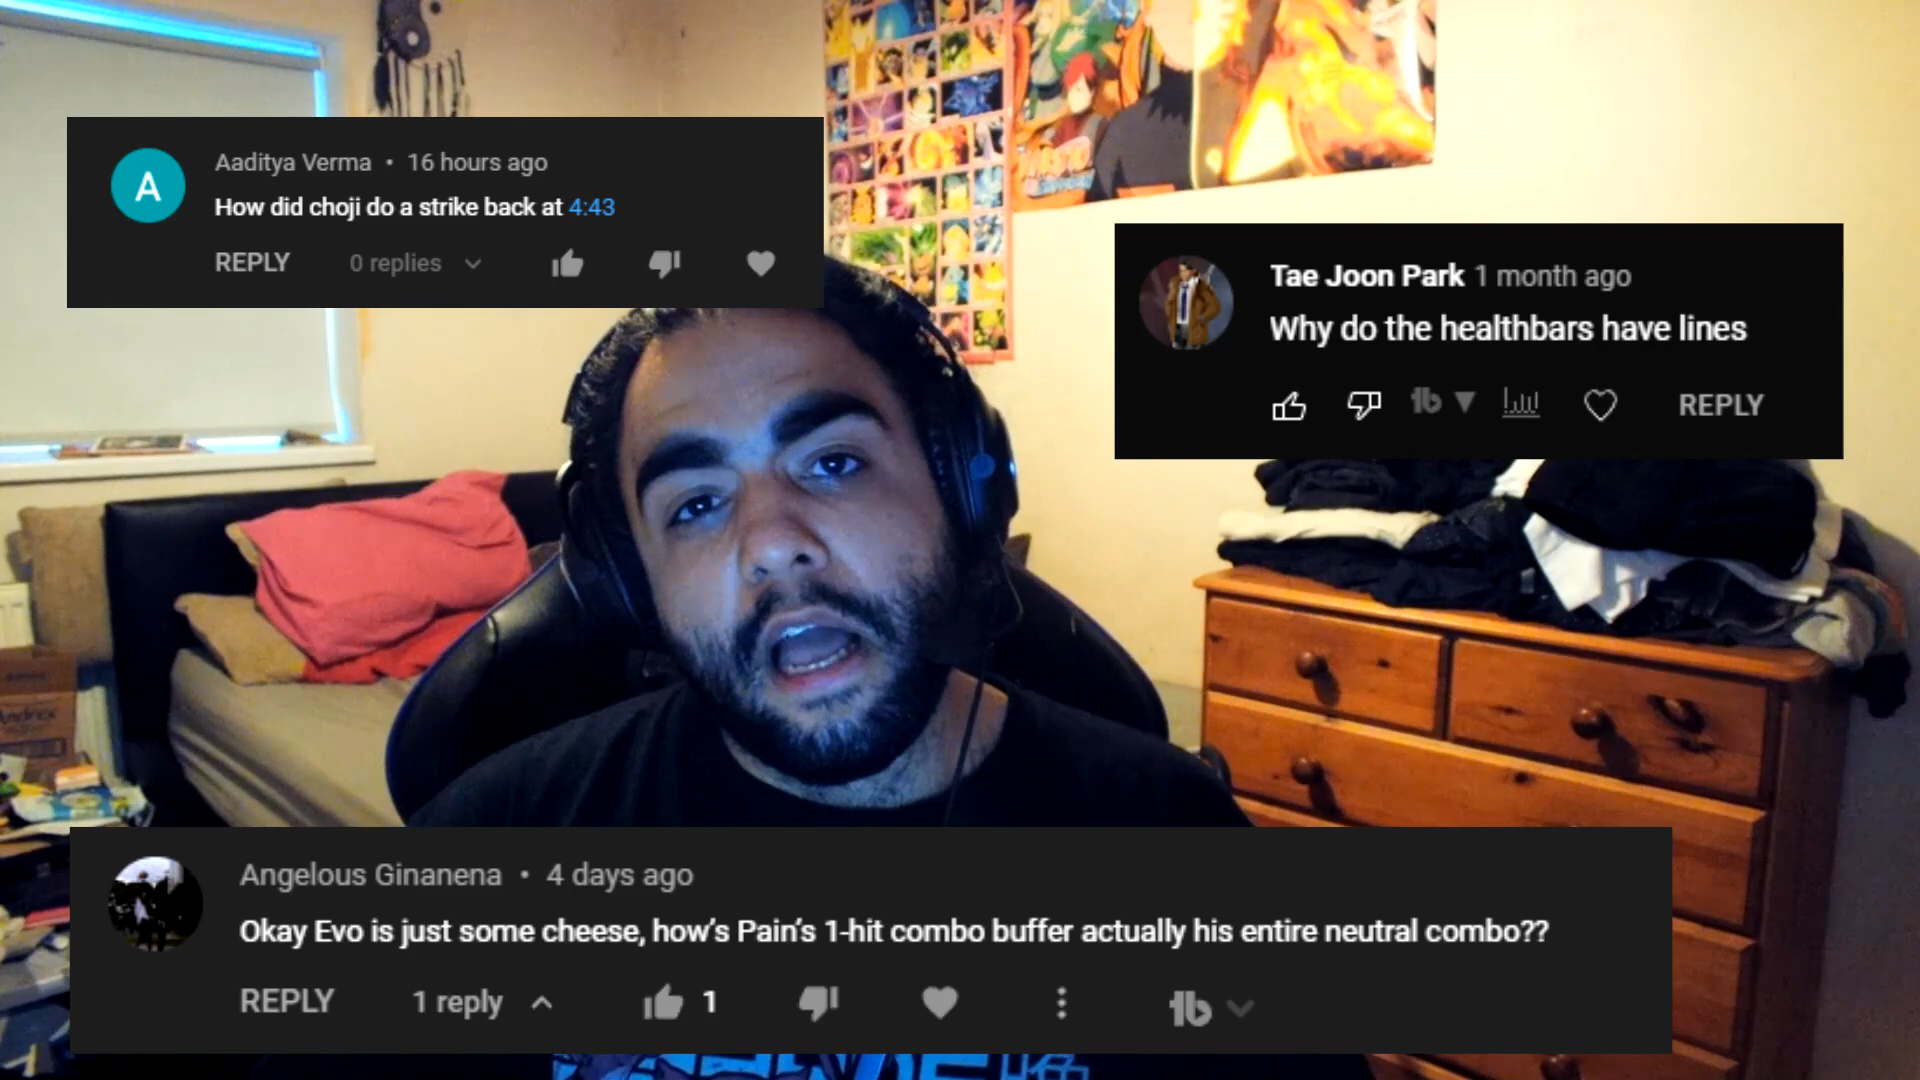 Aaditya Verma • 16 hours ago
How did choji do a strike back at 4:43
REPLY 0 replies
Tae Joon Park 1 month ago
Why do the healthbars have lines
REPLY
Andrex
Angelous Ginanena • 4 days ago
Okay Evo is just some cheese, how's Pain's 1-hit combo buffer actually his entire neutral combo??
REPLY 1 reply 1